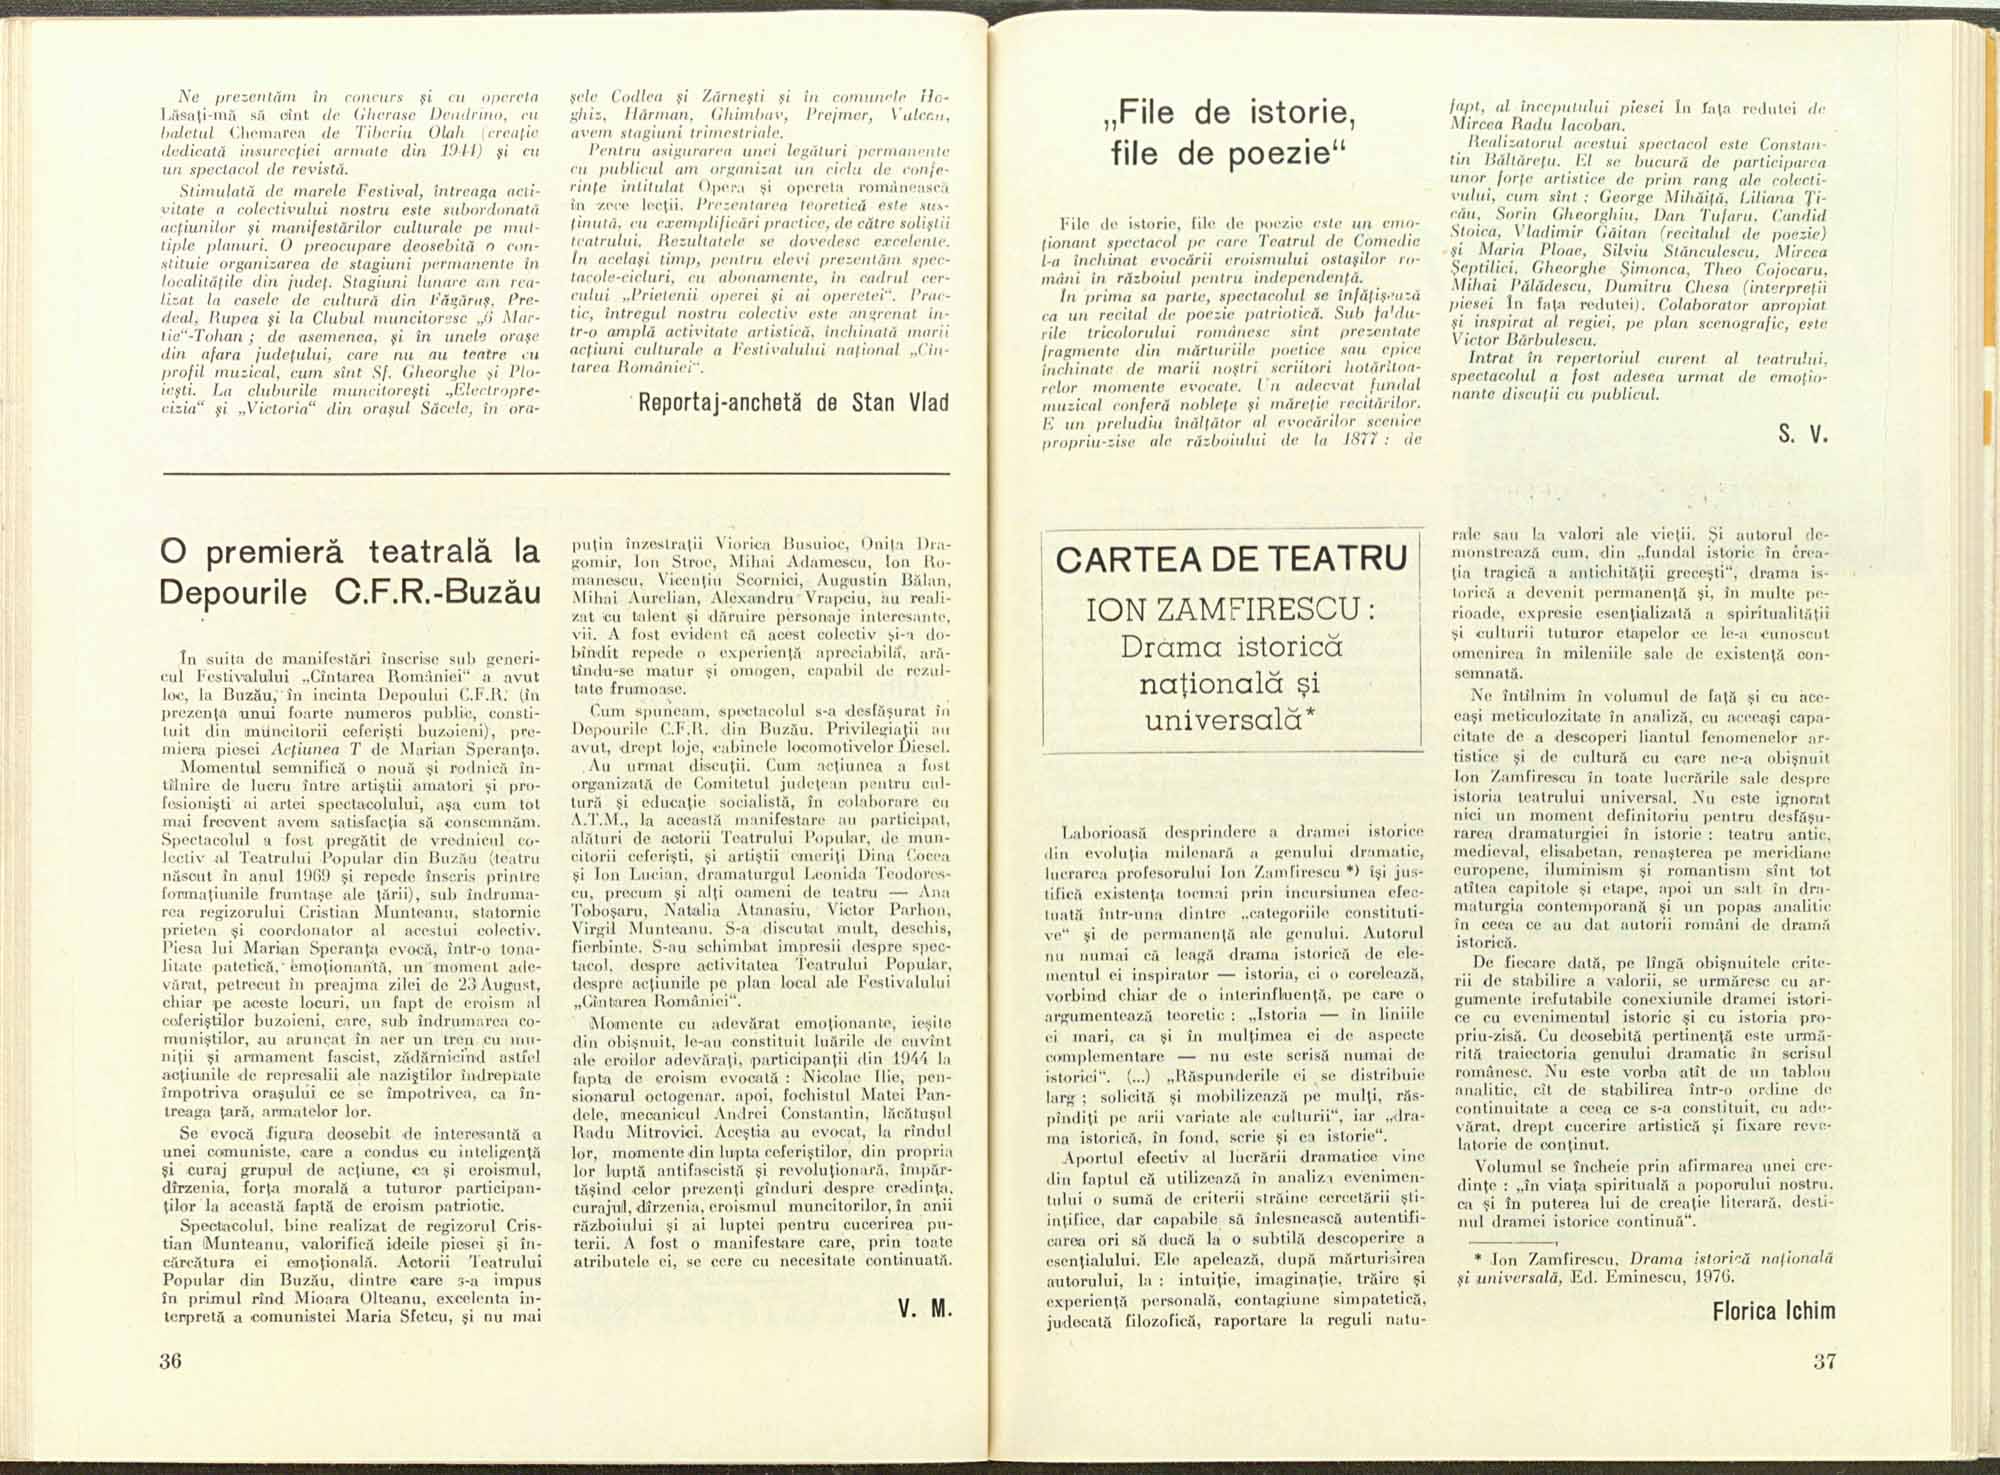 Ne prezentăm în concurs și cu opereta
Lăsați-mă să cînt de Gherase Dendrino, cu
baletul Chemarea de Tiberiu Olah (creație
dedicată insurecției armate din 1944) și cu
un spectacol de revistă.
Stimulată de marele Festival, întreaga acti-
vitate a colectivului nostru este subordonată
acțiunilor și manifestărilor culturale pe mul-
tiple planuri. O preocupare deosebită o con-
stituie organizarea de stagiuni permanente în
localitățile din județ. Stagiuni lunare am rea-
lizat la casele de cultură din Făgăraș, Pre-
deal, Rupea și la Clubul muncitoresc „6 Mar-
tie“-Tohan ; de asemenea, și în unele orașe
din afara județului, care nu au teatre cu
profil muzical, cum sînt Sf. Gheorghe și Plo-
iești. La cluburile muncitorești „Electropre-
cizia“ și „Victoria“ din orașul Săcele, în ora-
șele Codlea și Zărnești și în comunele Ho-
ghiz, Hărman, Ghimbav, Prejmer, Vulcan,
avem stagiuni trimestriale.
Pentru asigurarea unei legături permanente
cu publicul am organizat un ciclu de confe-
rințe intitulat Opera și opereta românească
în zece lecții. Prezentarea teoretică este sus-
ținută, cu exemplificări practice, de către soliștii
teatrului. Rezultatele se dovedesc excelente.
În același timp, pentru elevi prezentăm spec-
tacole-cicluri, cu abonamente, în cadrul cer-
cului „Prietenii operei și ai operetei“. Prac-
tic, întregul nostru colectiv este angrenat în-
tr-o amplă activitate artistică, închinată marii
acțiuni culturale a Festivalului național „Cîn-
tarea României“.
Reportaj-anchetă de Stan Vlad
O premieră teatrală la
Depourile C.F.R.-Buzău
În suita de manifestări înscrise sub generi-
cul Festivalului „Cîntarea României“ a avut
loc, la Buzău, în incinta Depoului C.F.R. (în
prezența unui foarte numeros public, consti-
tuit din muncitorii ceferiști buzoieni), pre-
miera piesei Acțiunea T de Marian Speranța.
Momentul semnifică o nouă și rodnică în-
tîlnire de lucru între artiștii amatori și pro-
fesioniști ai artei spectacolului, așa cum tot
mai frecvent avem satisfacția să consemnăm.
Spectacolul a fost pregătit de vrednicul co-
lectiv al Teatrului Popular din Buzău (teatru
născut în anul 1969 și repede înscris printre
formațiunile fruntașe ale țării), sub îndruma-
rea regizorului Cristian Munteanu, statornic
prieten și coordonator al acestui colectiv.
Piesa lui Marian Speranța evocă, într-o tona-
litate patetică, emoționantă, un moment ade-
vărat, petrecut în preajma zilei de 23 August,
chiar pe aceste locuri, un fapt de eroism al
ceferiștilor buzoieni, care, sub îndrumarea co-
muniștilor, au aruncat în aer un tren cu mu-
niții și armament fascist, zădărnicind astfel
acțiunile de represalii ale naziștilor îndreptate
împotriva orașului ce se împotrivea, ca în-
treaga țară, armatelor lor.
Se evocă figura deosebit de interesantă a
unei comuniste, care a condus cu inteligență
și curaj grupul de acțiune, ca și eroismul,
dîrzenia, forța morală a tuturor participan-
ților la această faptă de eroism patriotic.
Spectacolul, bine realizat de regizorul Cris-
tian Munteanu, valorifică ideile piesei și în-
cărcătura ei emoțională. Actorii Teatrului
Popular din Buzău, dintre care s-a impus
în primul rînd Mioara Olteanu, excelenta in-
terpretă a comunistei Maria Sfetcu, și nu mai
puțin înzestrații Viorica Busuioc, Onița Dra-
gomir, Ion Stroe, Mihai Adamescu, Ion Ro-
manescu, Vicențiu Scornici, Augustin Bălan,
Mihai Aurelian, Alexandru Vrapciu, au reali-
zat cu talent și dăruire personaje interesante,
vii. A fost evident că acest colectiv și-a do-
bîndit repede o experiență apreciabilă, ară-
tîndu-se matur și omogen, capabil de rezul-
tate frumoase.
Cum spuneam, spectacolul s-a desfășurat în
Depourile C.F.R. din Buzău. Privilegiații au
avut, drept loje, cabinele locomotivelor Diesel.
Au urmat discuții. Cum acțiunea a fost
organizată de Comitetul județean pentru cul-
tură și educație socialistă, în colaborare cu
A.T.M., la această manifestare au participat,
alături de actorii Teatrului Popular, de mun-
citorii ceferiști, și artiștii emeriți Dina Cocea
și Ion Lucian, dramaturgul Leonida Teodores-
cu, precum și alți oameni de teatru — Ana
Toboșaru, Natalia Atanasiu, Victor Parhon,
Virgil Munteanu. S-a discutat mult, deschis,
fierbinte. S-au schimbat impresii despre spec-
tacol, despre activitatea Teatrului Popular,
despre acțiunile pe plan local ale Festivalului
„Cîntarea României“.
Momente cu adevărat emoționante, ieșite
din obișnuit, le-au constituit luările de cuvînt
ale eroilor adevărați, participanții din 1944 la
fapta de eroism evocată : Nicolae Ilie, pen-
sionarul octogenar, apoi, fochistul Matei Pan-
dele, mecanicul Andrei Constantin, lăcătușul
Radu Mitrovici. Aceștia au evocat, la rîndul
lor, momente din lupta ceferiștilor, din propria
lor luptă antifascistă și revoluționară, împăr-
tășind celor prezenți gînduri despre credința,
curajul, dîrzenia, eroismul muncitorilor, în anii
războiului și ai luptei pentru cucerirea pu-
terii. A fost o manifestare care, prin toate
atributele ei, se cere cu necesitate continuată.
V. M.
36
„File de istorie,
file de poezie“
File de istorie, file de poezie este un emo-
ționant spectacol pe care Teatrul de Comedie
l-a închinat evocării eroismului ostașilor ro-
mâni în războiul pentru independență.
În prima sa parte, spectacolul se înfățișează
ca un recital de poezie patriotică. Sub faldu-
rile tricolorului românesc sînt prezentate
fragmente din mărturiile poetice sau epice
închinate de marii noștri scriitori hotărîtoa-
relor momente evocate. Un adecvat fundal
muzical conferă noblețe și măreție recitărilor.
E un preludiu înălțător al evocărilor scenice
propriu-zise ale războiului de la 1877 : de
fapt, al începutului piesei În fața redutei de
Mircea Radu Iacoban.
Realizatorul acestui spectacol este Constan-
tin Băltărețu. El se bucură de participarea
unor forțe artistice de prim rang ale colecti-
vului, cum sînt : George Mihăiță, Liliana Ți-
cău, Sorin Gheorghiu, Dan Tufaru, Candid
Stoica, Vladimir Găitan (recitalul de poezie)
și Maria Ploae, Silviu Stănculescu, Mircea
Șeptilici, Gheorghe Șimonca, Theo Cojocaru,
Mihai Pălădescu, Dumitru Chesa (interpreții
piesei În fața redutei). Colaborator apropiat
și inspirat al regiei, pe plan scenografic, este
Victor Bărbulescu.
Intrat în repertoriul curent al teatrului,
spectacolul a fost adesea urmat de emoțio-
nante discuții cu publicul.
S. V.
CARTEA DE TEATRU
ION ZAMFIRESCU :
Drama istorică
națională și
universală*
Laborioasă desprindere a dramei istorice
din evoluția milenară a genului dramatic,
lucrarea profesorului Ion Zamfirescu *) își jus-
tifică existența tocmai prin incursiunea efec-
tuată într-una dintre „categoriile constituti-
ve“ și de permanență ale genului. Autorul
nu numai că leagă drama istorică de ele-
mentul ei inspirator — istoria, ci o corelează,
vorbind chiar de o interinfluență, pe care o
argumentează teoretic : „Istoria — în liniile
ei mari, ca și în mulțimea ei de aspecte
complementare — nu este scrisă numai de
istorici“. (...) „Răspunderile ei se distribuie
larg ; solicită și mobilizează pe mulți, răs-
pîndiți pe arii variate ale culturii“, iar „dra-
ma istorică, în fond, scrie și ea istorie“.
Aportul efectiv al lucrării dramatice vine
din faptul că utilizează în analiza evenimen-
tului o sumă de criterii străine cercetării ști-
ințifice, dar capabile să înlesnească autentifi-
carea ori să ducă la o subtilă descoperire a
esențialului. Ele apelează, după mărturisirea
autorului, la : intuiție, imaginație, trăire și
experiență personală, contagiune simpatetică,
judecată filozofică, raportare la reguli natu-
rale sau la valori ale vieții. Și autorul de-
monstrează cum, din „fundal istoric în crea-
ția tragică a antichității grecești“, drama is-
torică a devenit permanență și, în multe pe-
rioade, expresie esențializată a spiritualității
și culturii tuturor etapelor ce le-a cunoscut
omenirea în mileniile sale de existență con-
semnată.
Ne întîlnim în volumul de față și cu ace-
eași meticulozitate în analiză, cu aceeași capa-
citate de a descoperi liantul fenomenelor ar-
tistice și de cultură cu care ne-a obișnuit
Ion Zamfirescu în toate lucrările sale despre
istoria teatrului universal. Nu este ignorat
nici un moment definitoriu pentru desfășu-
rarea dramaturgiei în istorie : teatru antic,
medieval, elisabetan, renașterea pe meridiane
europene, iluminism și romantism sînt tot
atîtea capitole și etape, apoi un salt în dra-
maturgia contemporană și un popas analitic
în ceea ce au dat autorii români de dramă
istorică.
De fiecare dată, pe lîngă obișnuitele crite-
rii de stabilire a valorii, se urmăresc cu ar-
gumente irefutabile conexiunile dramei istori-
ce cu evenimentul istoric și cu istoria pro-
priu-zisă. Cu deosebită pertinență este urmă-
rită traiectoria genului dramatic în scrisul
românesc. Nu este vorba atît de un tablou
analitic, cît de stabilirea într-o ordine de
continuitate a ceea ce s-a constituit, cu ade-
vărat, drept cucerire artistică și fixare reve-
latorie de conținut.
Volumul se încheie prin afirmarea unei cre-
dințe : „în viața spirituală a poporului nostru,
ca și în puterea lui de creație literară, desti-
nul dramei istorice continuă“.
* Ion Zamfirescu, Drama istorică națională
și universală, Ed. Eminescu, 1976.
Florica Ichim
37